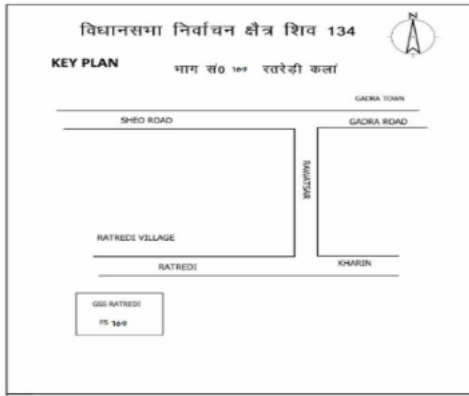 N
विधानसभा निर्वाचन क्षैत्र शिव 134
KEY PLAN
भाग सं0 169 रतरेड़ी कलां
GADRA TOWN
SHEO ROAD GADRA ROAD
RAWATSAR
RATREDI VILLAGE
RATREDI KHARIN
GSS RATREDI
PS 169